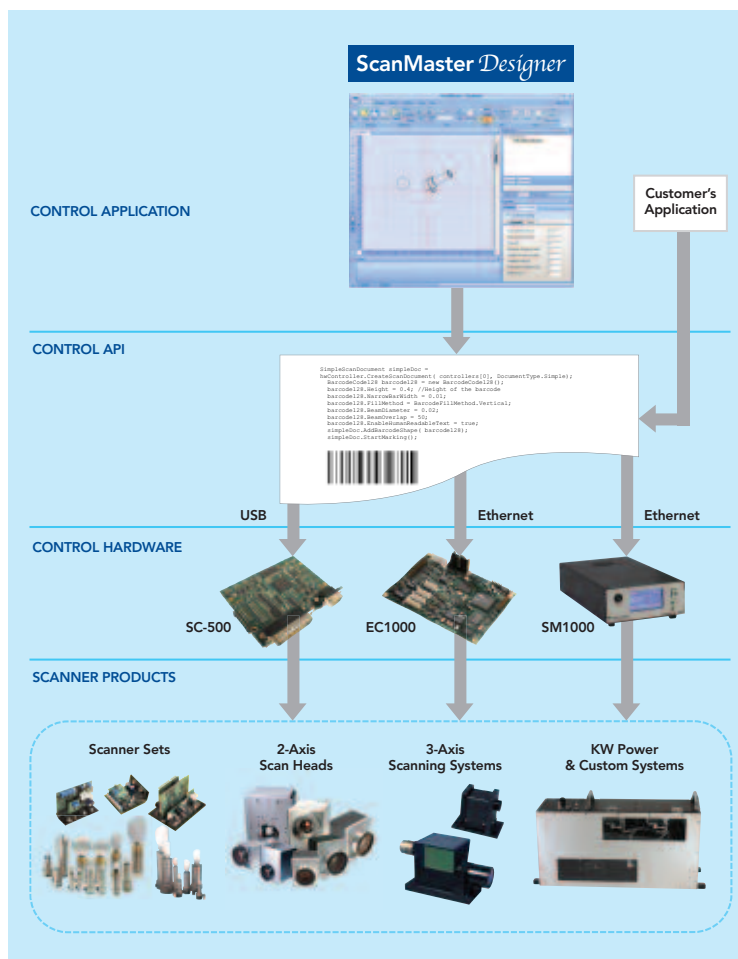 ScanMaster Designer
CONTROL APPLICATION
Customer's
Application
CONTROL API
SimpleScanDocument simpleDoc =
hwController.CreateScanDocument( controllers[0], DocumentType.Simple);
BarcodeCode128 barcode128 = new BarcodeCode128();
barcode128.Height = 0.4; //Height of the barcode
barcode128.NarrowBarWidth = 0.01;
barcode128.FillMethod = BarcodeFillMethod.Vertical;
barcode128.BeamDiameter = 0.02;
barcode128.BeamOverlap = 50;
barcode128.EnableHumanReadableText = true;
simpleDoc.AddBarcodeShape( barcode128);
simpleDoc.StartMarking();
USB
Ethernet
Ethernet
CONTROL HARDWARE
SC-500
EC1000
SM1000
SCANNER PRODUCTS
Scanner Sets
2-Axis
Scan Heads
3-Axis
Scanning Systems
KW Power
& Custom Systems